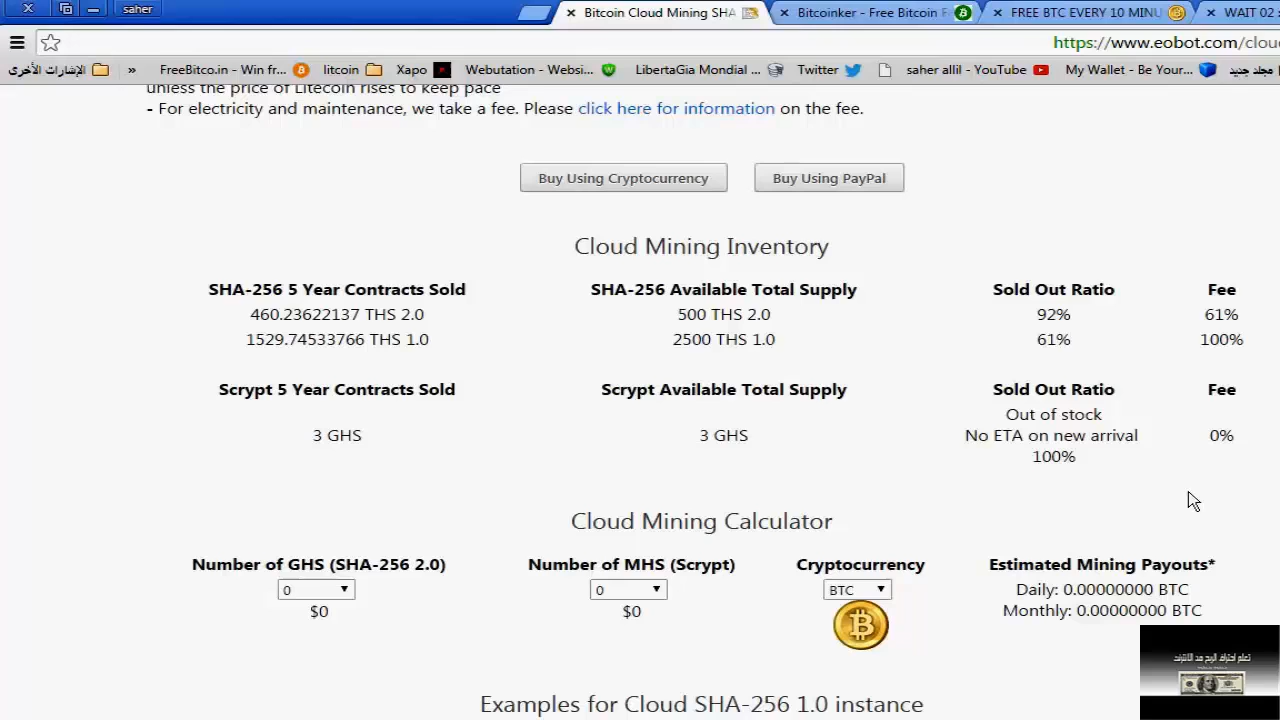 saher
Bitcoin Cloud Mining SHA
Bitcoinker - Free Bitcoin F
FREE BTC EVERY 10 MINU
WAIT 02 :
https://www.eobot.com/clou
الإشارات الأخرى
»
FreeBitco.in - Win fr...
litcoin
Xapo
Webutation - Websi...
LibertaGia Mondial ...
Twitter
saher allil - YouTube
My Wallet - Be Your...
مجلد جديد
unless the price of Litecoin rises to keep pace
- For electricity and maintenance, we take a fee. Please click here for information on the fee.
Buy Using Cryptocurrency
Buy Using PayPal
Cloud Mining Inventory
SHA-256 5 Year Contracts Sold SHA-256 Available Total Supply Sold Out Ratio Fee
460.23622137 THS 2.0 500 THS 2.0 92% 61%
1529.74533766 THS 1.0 2500 THS 1.0 61% 100%
Scrypt 5 Year Contracts Sold Scrypt Available Total Supply Sold Out Ratio Fee
Out of stock
3 GHS 3 GHS No ETA on new arrival 0%
100%
Cloud Mining Calculator
Number of GHS (SHA-256 2.0) Number of MHS (Scrypt) Cryptocurrency Estimated Mining Payouts*
0 0 BTC Daily: 0.00000000 BTC
$0 $0 Monthly: 0.00000000 BTC
تعلم احتراف الربح من الانترنت
Examples for Cloud SHA-256 1.0 instance